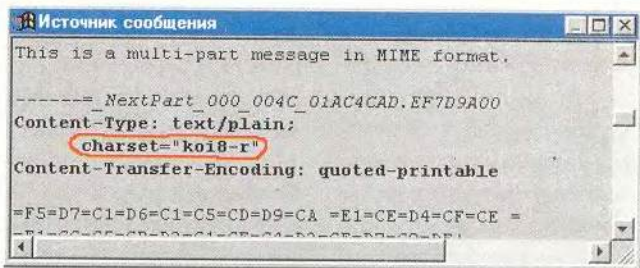 Источник сообщения
This is a multi-part message in MIME format.
------=_NextPart_000_004C_01AC4CAD.EF7D9A00
Content-Type: text/plain;
charset="koi8-r"
Content-Transfer-Encoding: quoted-printable
=F5=D7=C1=D6=C1=C5=CD=D9=CA =E1=CE=D4=CF=CE =